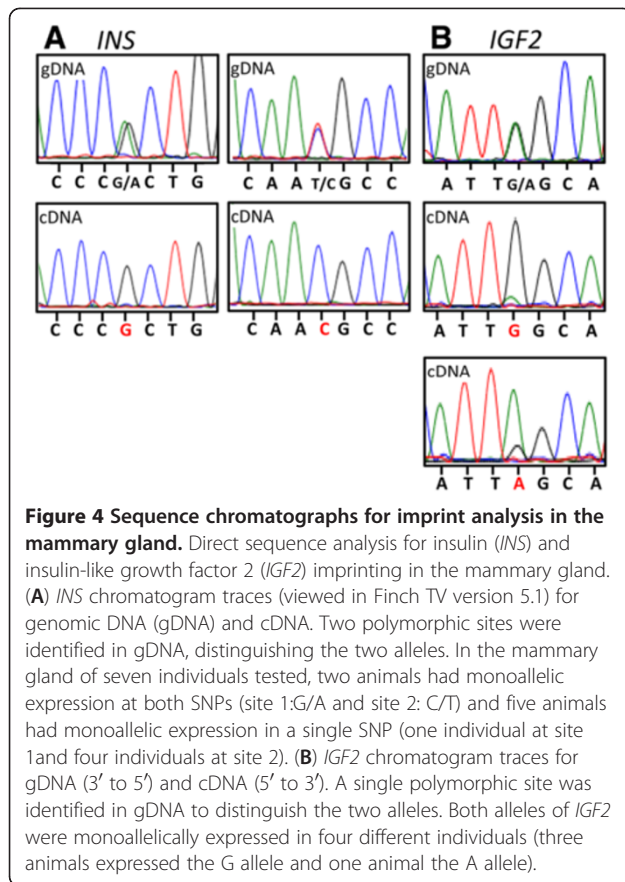 A INS B IGF2
gDNA gDNA
C C C G/A C T G C A A T/C G C C A T T G/A G C A
cDNA cDNA cDNA
C C C G C T G C A A C G C C A T T G G C A
cDNA
A T T A G C A
Figure 4 Sequence chromatographs for imprint analysis in the
mammary gland. Direct sequence analysis for insulin (INS) and
insulin-like growth factor 2 (IGF2) imprinting in the mammary gland.
(A) INS chromatogram traces (viewed in Finch TV version 5.1) for
genomic DNA (gDNA) and cDNA. Two polymorphic sites were
identified in gDNA, distinguishing the two alleles. In the mammary
gland of seven individuals tested, two animals had monoallelic
expression at both SNPs (site 1:G/A and site 2: C/T) and five animals
had monoallelic expression in a single SNP (one individual at site
1and four individuals at site 2). (B) IGF2 chromatogram traces for
gDNA (3′ to 5′) and cDNA (5′ to 3′). A single polymorphic site was
identified in gDNA to distinguish the two alleles. Both alleles of IGF2
were monoallelically expressed in four different individuals (three
animals expressed the G allele and one animal the A allele).